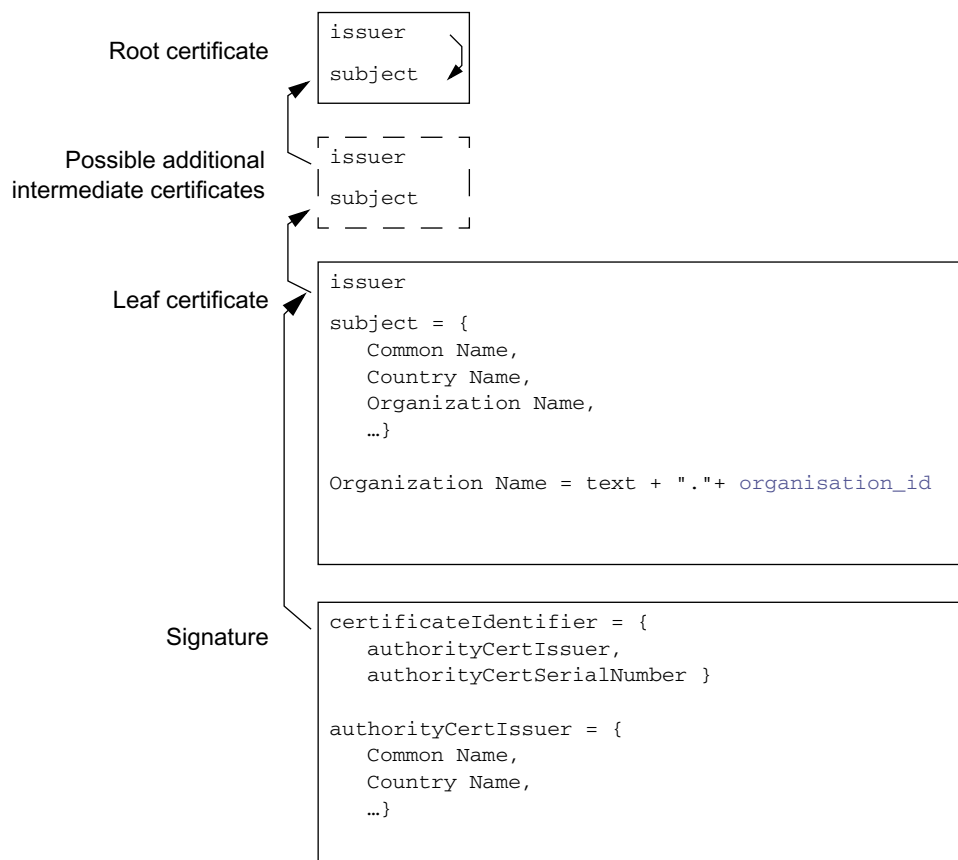 Root certificate
issuer
subject
Possible additional
intermediate certificates
issuer
subject
Leaf certificate
issuer
subject = {
Common Name,
Country Name,
Organization Name,
…}
Organization Name = text + "."+ organisation_id
Signature
certificateIdentifier = {
authorityCertIssuer,
authorityCertSerialNumber }
authorityCertIssuer = {
Common Name,
Country Name,
…}